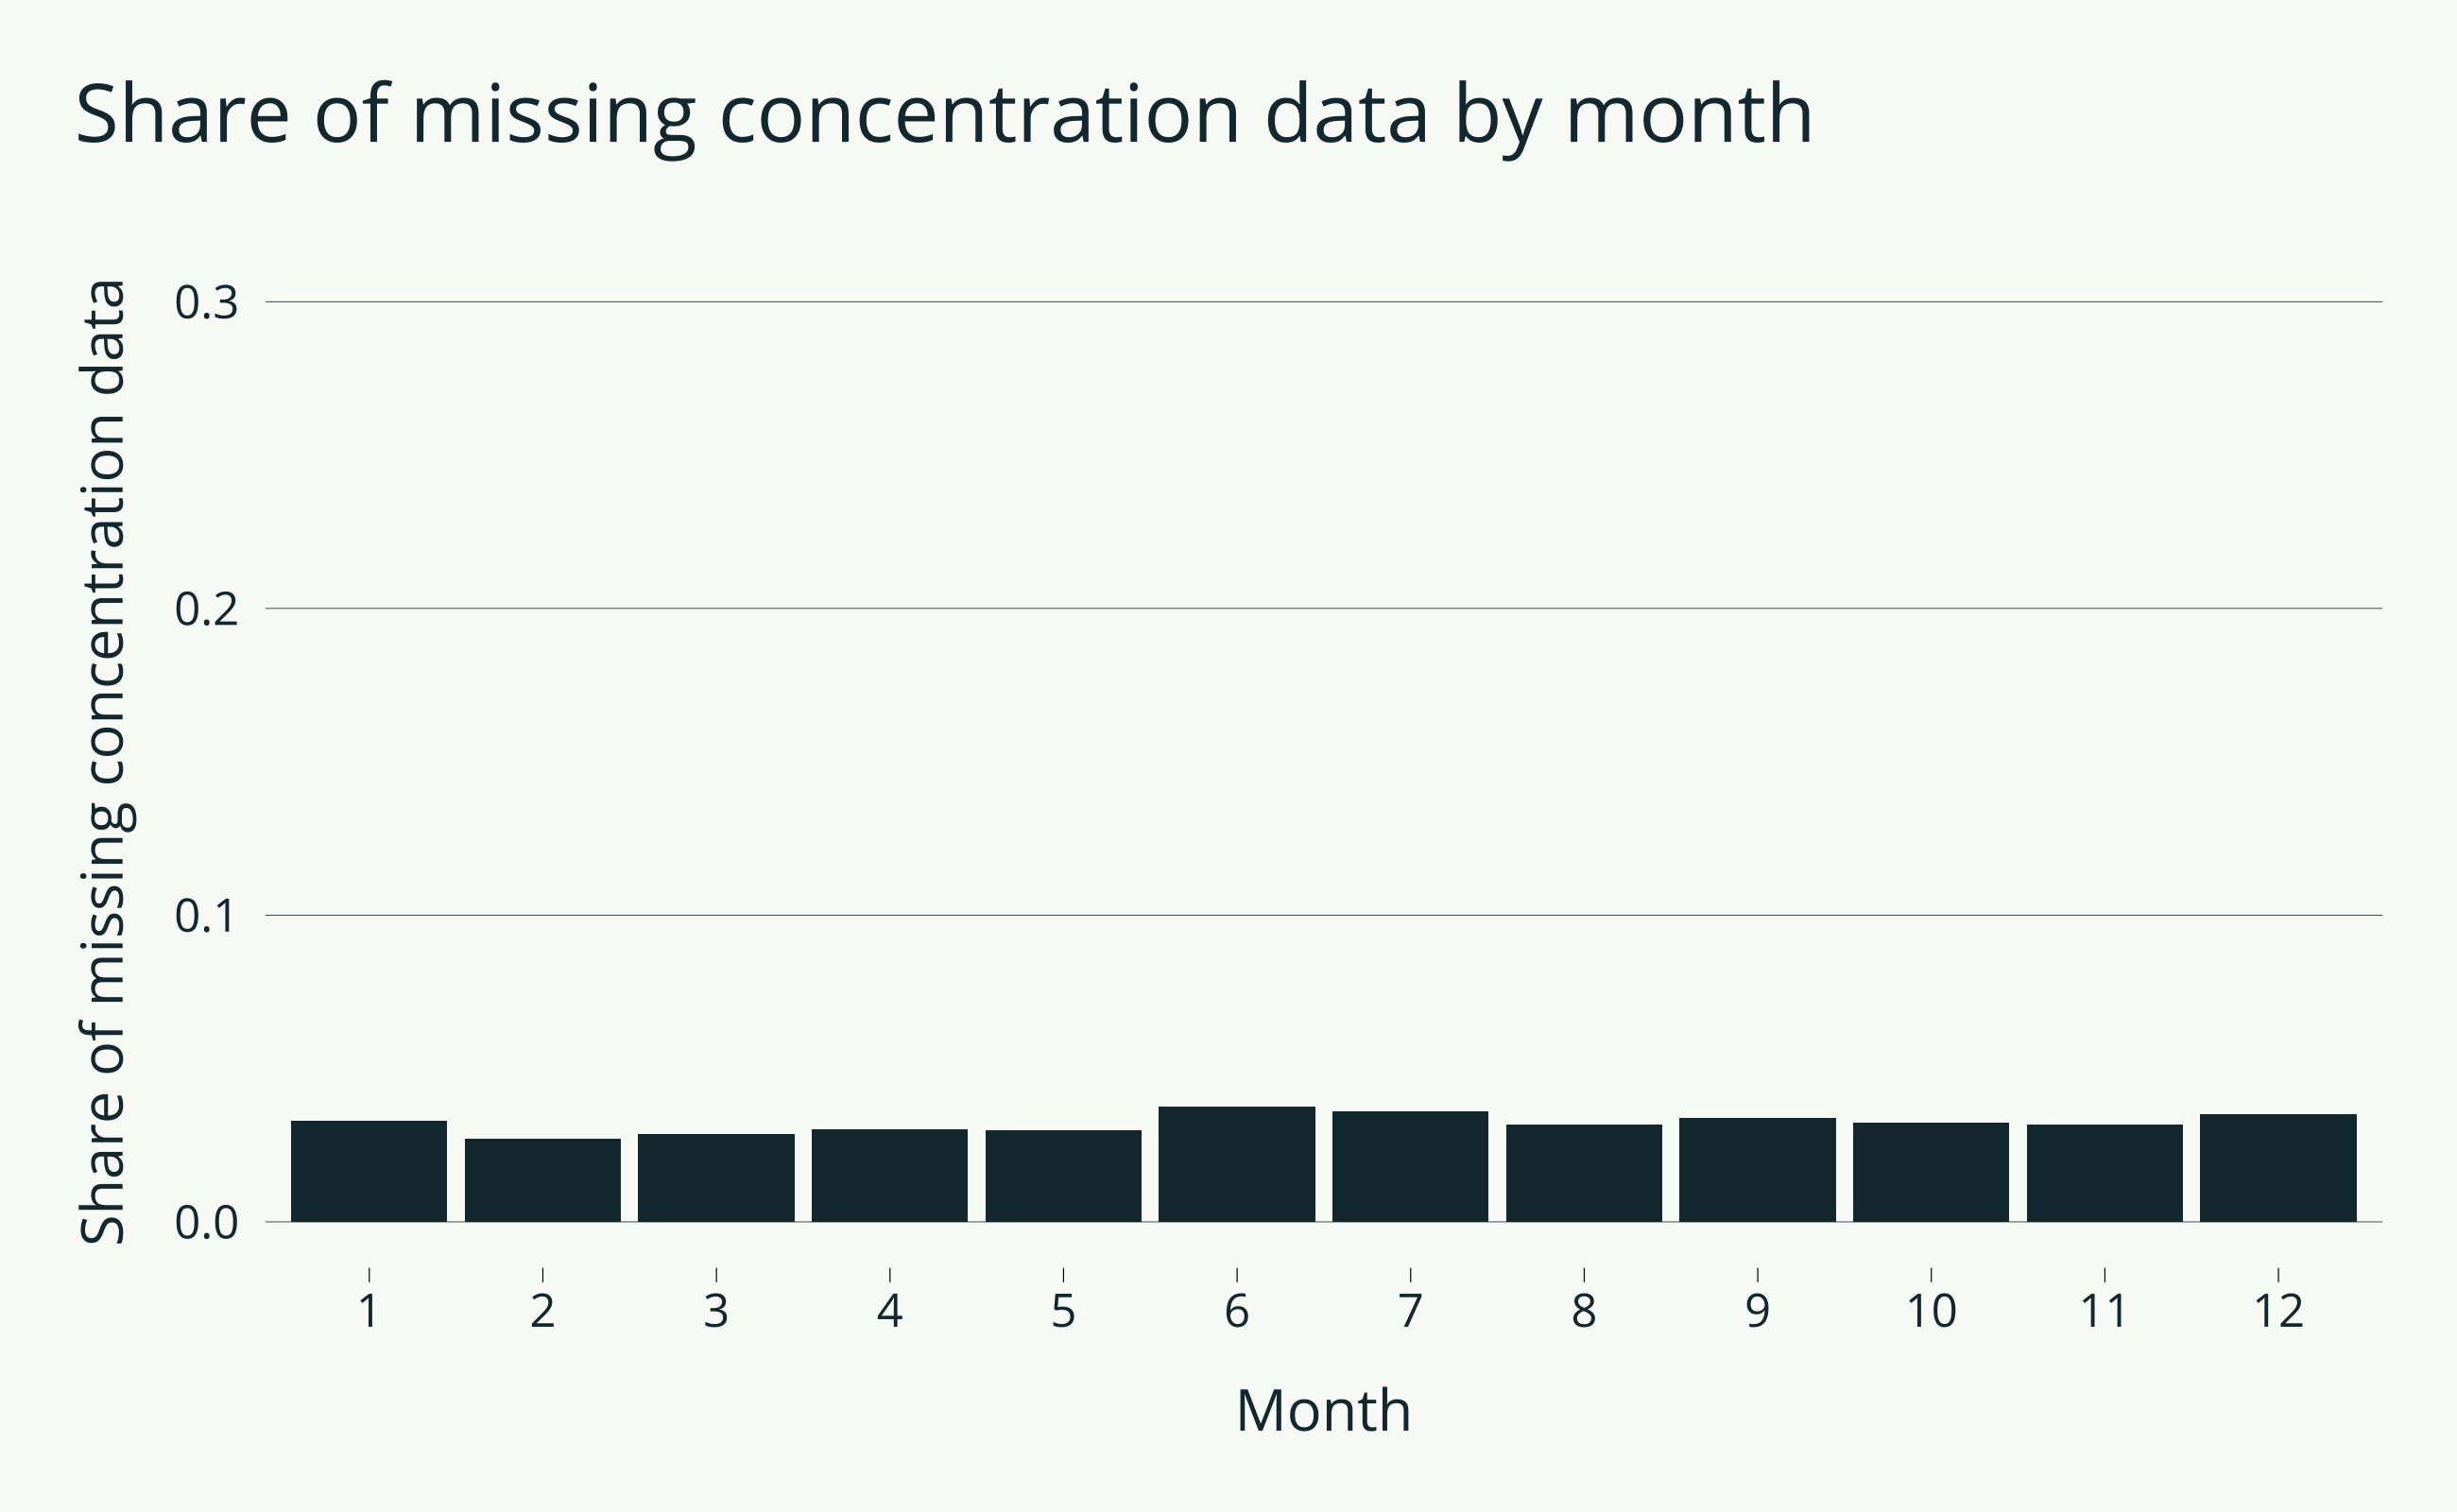 Share of missing concentration data by month
Share of missing concentration data
0.3
0.2
0.1
0.0
1 2 3 4 5 6 7 8 9 10 11 12
Month